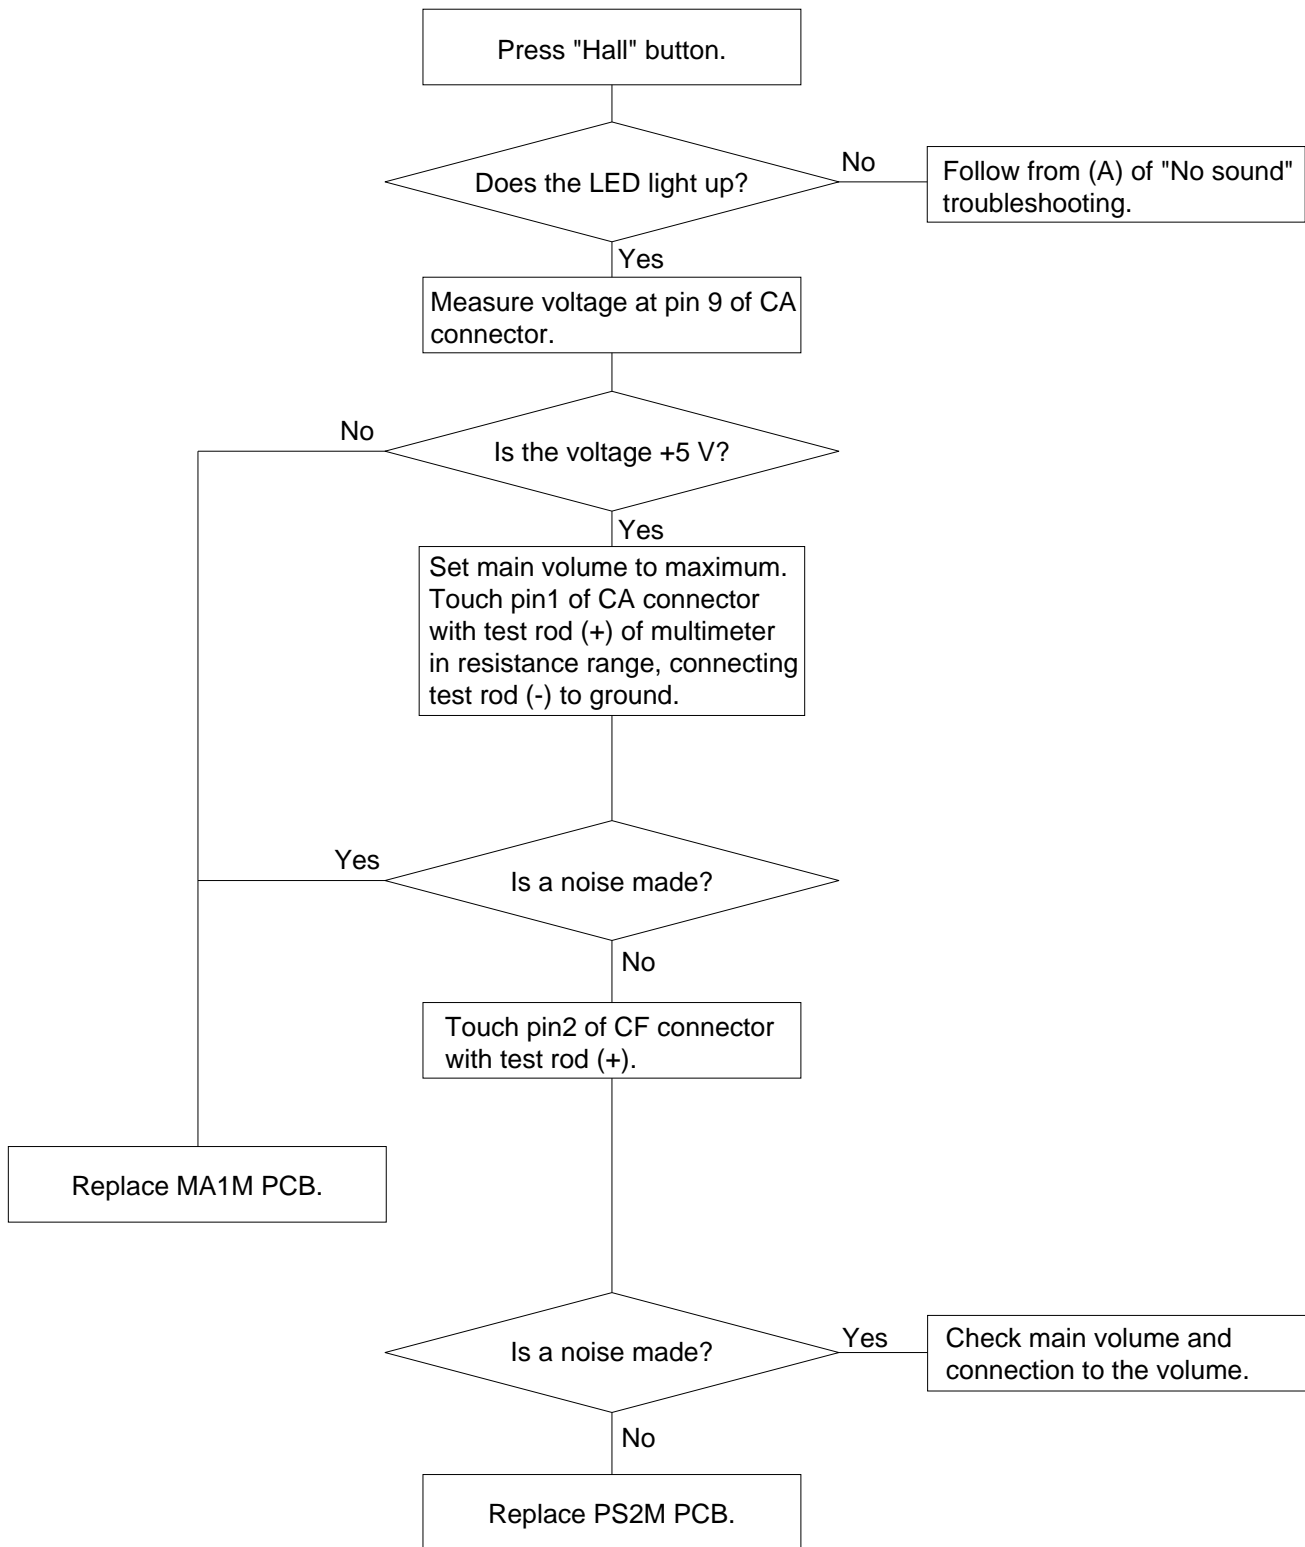 Press "Hall" button.
Does the LED light up?
No
Follow from (A) of "No sound"
troubleshooting.
Yes
Measure voltage at pin 9 of CA
connector.
No
Is the voltage +5 V?
Yes
Set main volume to maximum.
Touch pin1 of CA connector
with test rod (+) of multimeter
in resistance range, connecting
test rod (-) to ground.
Yes
Is a noise made?
No
Touch pin2 of CF connector
with test rod (+).
Replace MA1M PCB.
Is a noise made?
Yes
Check main volume and
connection to the volume.
No
Replace PS2M PCB.